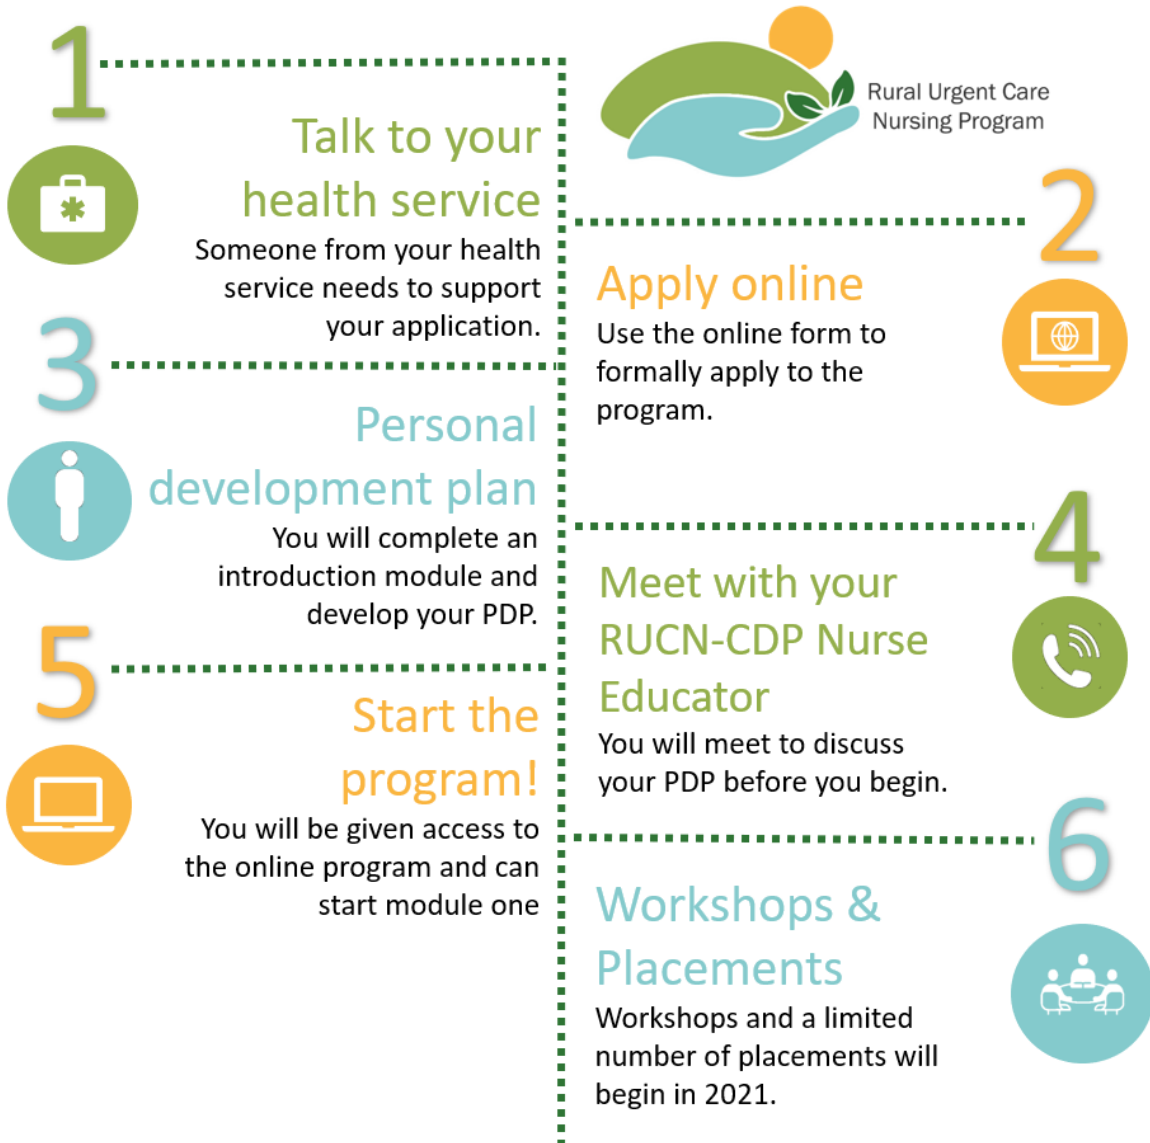 1
Talk to your
health service
Someone from your health
service needs to support
your application.
Rural Urgent Care
Nursing Program
2
Apply online
Use the online form to
formally apply to the
program.
3
Personal
development plan
You will complete an
introduction module and
develop your PDP.
4
Meet with your
RUCN-CDP Nurse
Educator
You will meet to discuss
your PDP before you begin.
5
Start the
program!
You will be given access to
the online program and can
start module one
6
Workshops &
Placements
Workshops and a limited
number of placements will
begin in 2021.